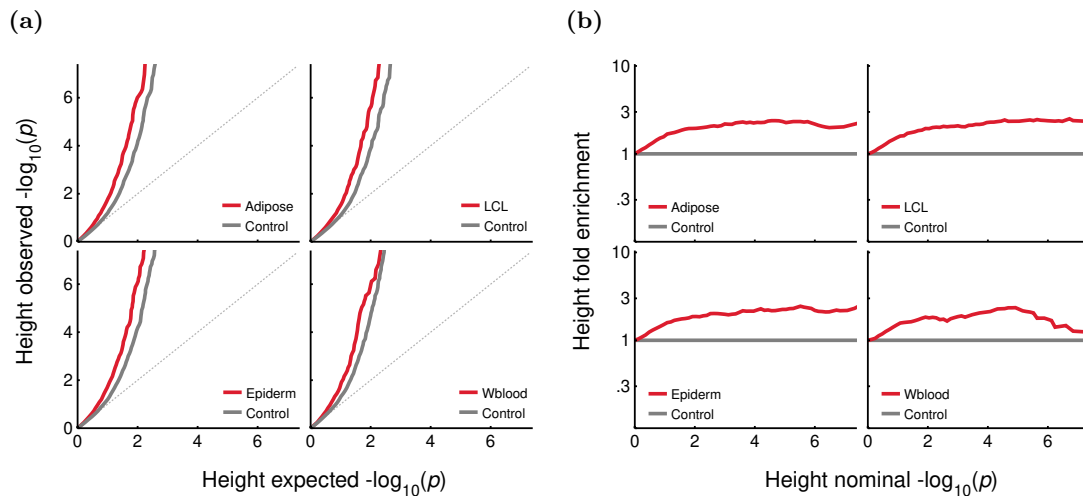 (a)
Height observed -log10(p)
6
4
2
0
Adipose
Control
LCL
Control
6
4
2
0
Epiderm
Control
Wblood
Control
0 2 4 6
0 2 4 6
Height expected -log10(p)
(b)
Height fold enrichment
10
3
1
.3
Adipose
Control
LCL
Control
10
3
1
.3
Epiderm
Control
Wblood
Control
0 2 4 6
0 2 4 6
Height nominal -log10(p)